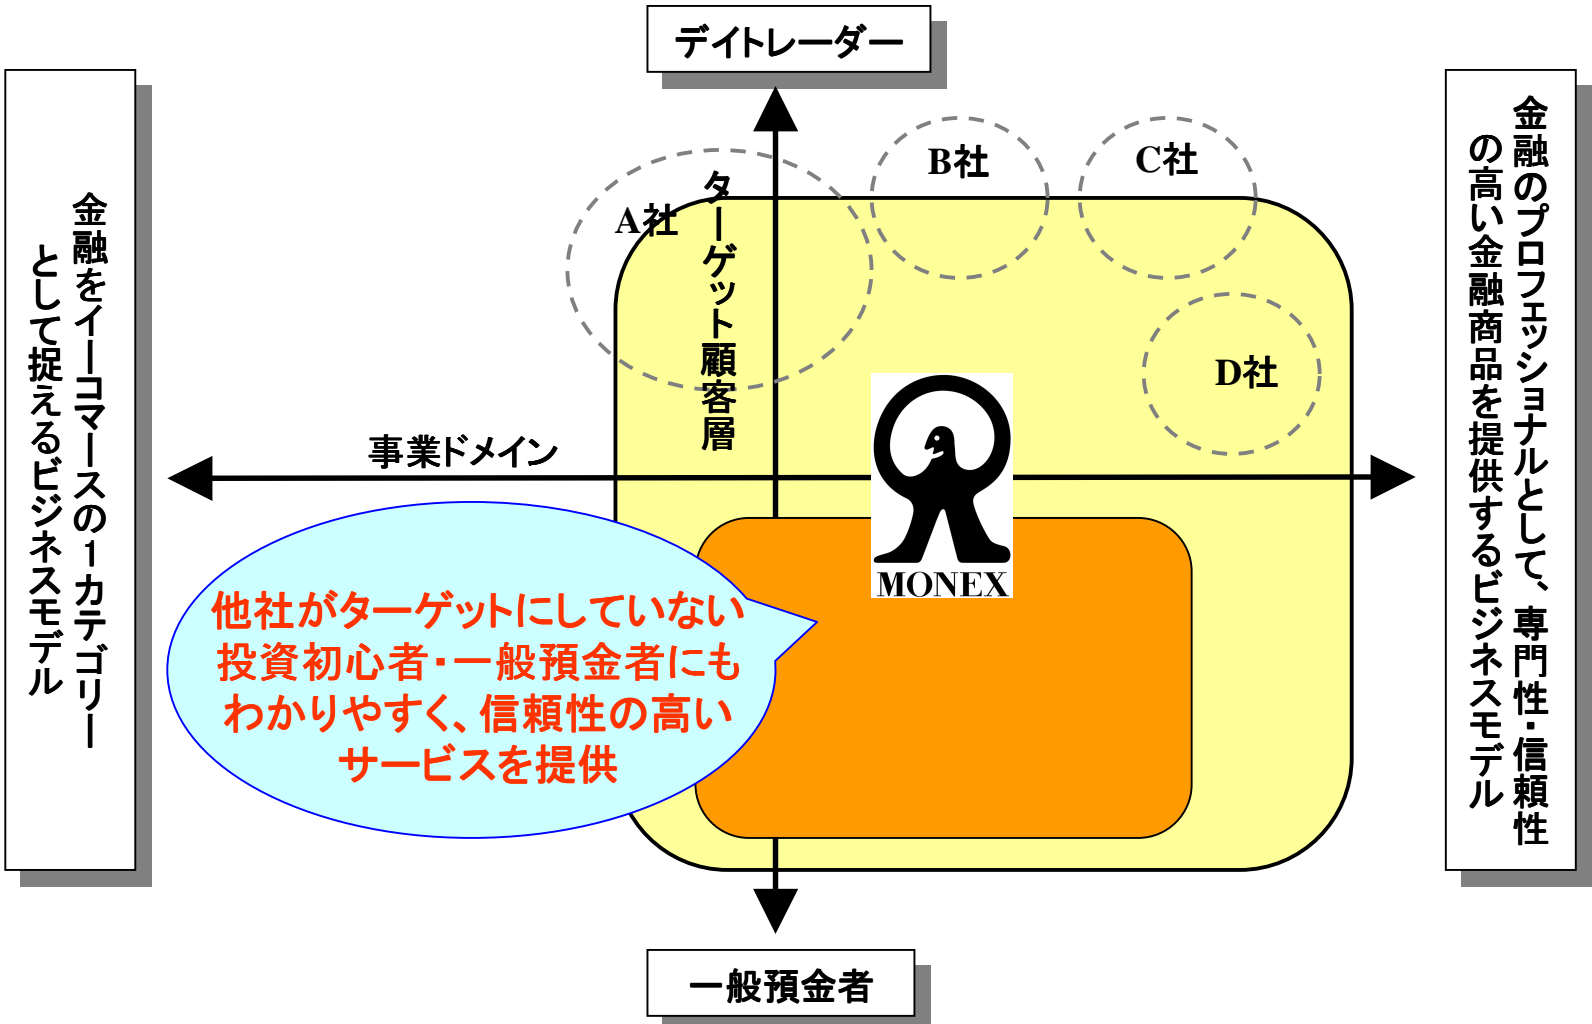 デイトレーダー
金融をイーコマースの1カテゴリー
として捉えるビジネスモデル
金融のプロフェッショナルとして、専門性・信頼性
の高い金融商品を提供するビジネスモデル
A社
B社
C社
D社
ターゲット顧客層
事業ドメイン
MONEX
他社がターゲットにしていない
投資初心者・一般預金者にも
わかりやすく、信頼性の高い
サービスを提供
一般預金者